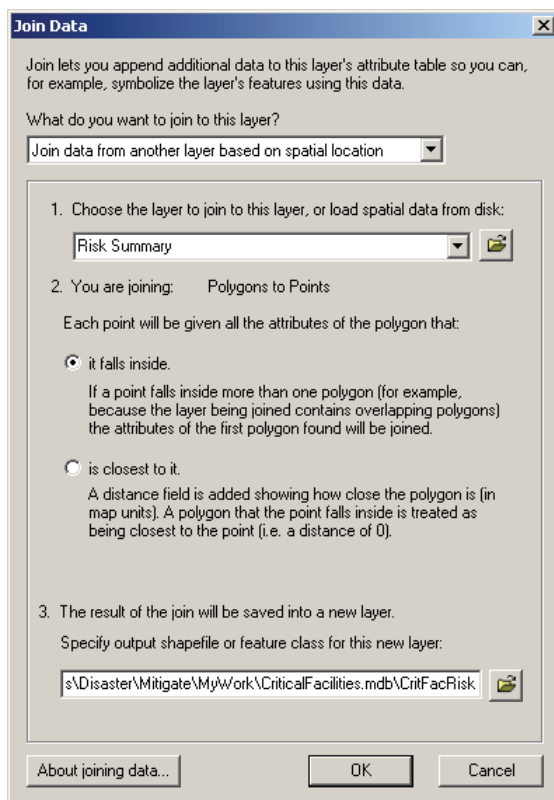 Join Data
Join lets you append additional data to this layer's attribute table so you can,
for example, symbolize the layer's features using this data.
What do you want to join to this layer?
Join data from another layer based on spatial location
1. Choose the layer to join to this layer, or load spatial data from disk:
Risk Summary
2. You are joining: Polygons to Points
Each point will be given all the attributes of the polygon that:
it falls inside.
If a point falls inside more than one polygon (for example,
because the layer being joined contains overlapping polygons)
the attributes of the first polygon found will be joined.
is closest to it.
A distance field is added showing how close the polygon is (in
map units). A polygon that the point falls inside is treated as
being closest to the point (i.e. a distance of 0).
3. The result of the join will be saved into a new layer.
Specify output shapefile or feature class for this new layer:
s\Disaster\Mitigate\MyWork\CriticalFacilities.mdb\CritFacRisk
About joining data...
OK
Cancel